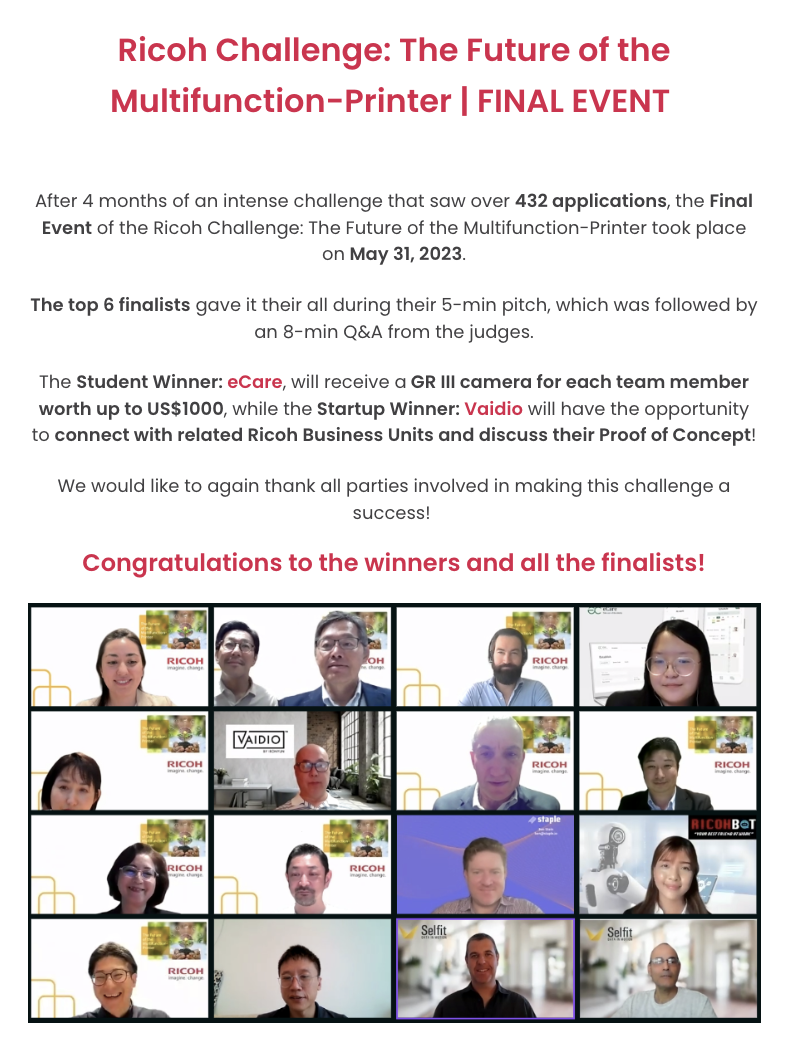 Ricoh Challenge: The Future of the
Multifunction-Printer | FINAL EVENT
After 4 months of an intense challenge that saw over 432 applications, the Final
Event of the Ricoh Challenge: The Future of the Multifunction-Printer took place
on May 31, 2023.
The top 6 finalists gave it their all during their 5-min pitch, which was followed by
an 8-min Q&A from the judges.
The Student Winner: eCare, will receive a GR III camera for each team member
worth up to US$1000, while the Startup Winner: Vaidio will have the opportunity
to connect with related Ricoh Business Units and discuss their Proof of Concept!
We would like to again thank all parties involved in making this challenge a
success!
Congratulations to the winners and all the finalists!
RICOH
imagine. change.
RICOH
imagine. change.
eCare
RICOH
imagine. change.
VAIDIO
BY IRONYUN
RICOH
imagine. change.
RICOH
imagine. change.
RICOH
staple
RICOHBOT
"YOUR BEST FRIEND AT WORK"
RICOH
imagine. change.
Selfit
Selfit